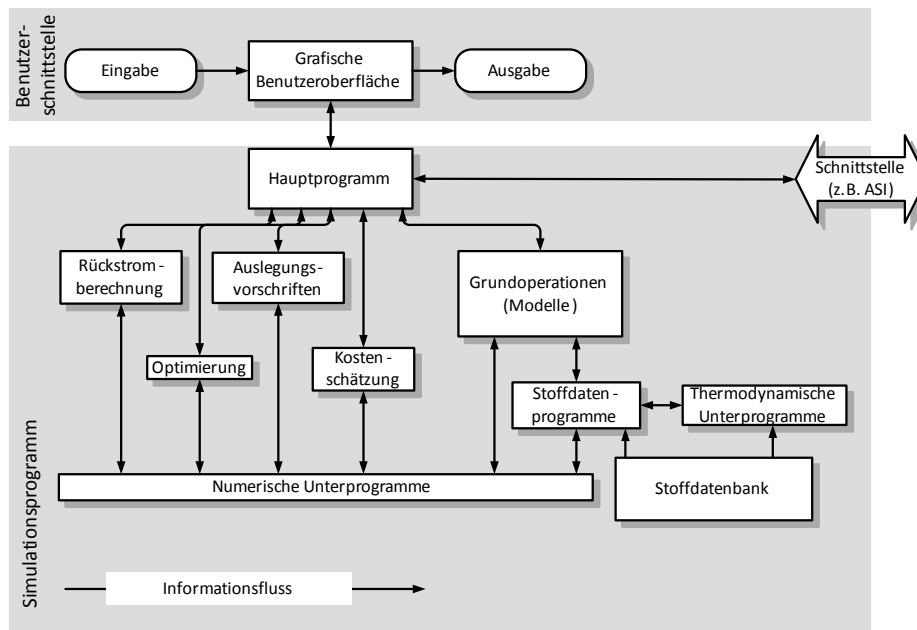 Benutzer-
schnittstelle
Eingabe
Grafische
Benutzeroberfläche
Ausgabe
Simulationsprogramm
Hauptprogramm
Schnittstelle
(z.B. ASI)
Rückstrom-
berechnung
Auslegungs-
vorschriften
Grundoperationen
(Modelle)
Optimierung
Kosten-
schätzung
Stoffdaten-
programme
Thermodynamische
Unterprogramme
Numerische Unterprogramme
Stoffdatenbank
Informationsfluss